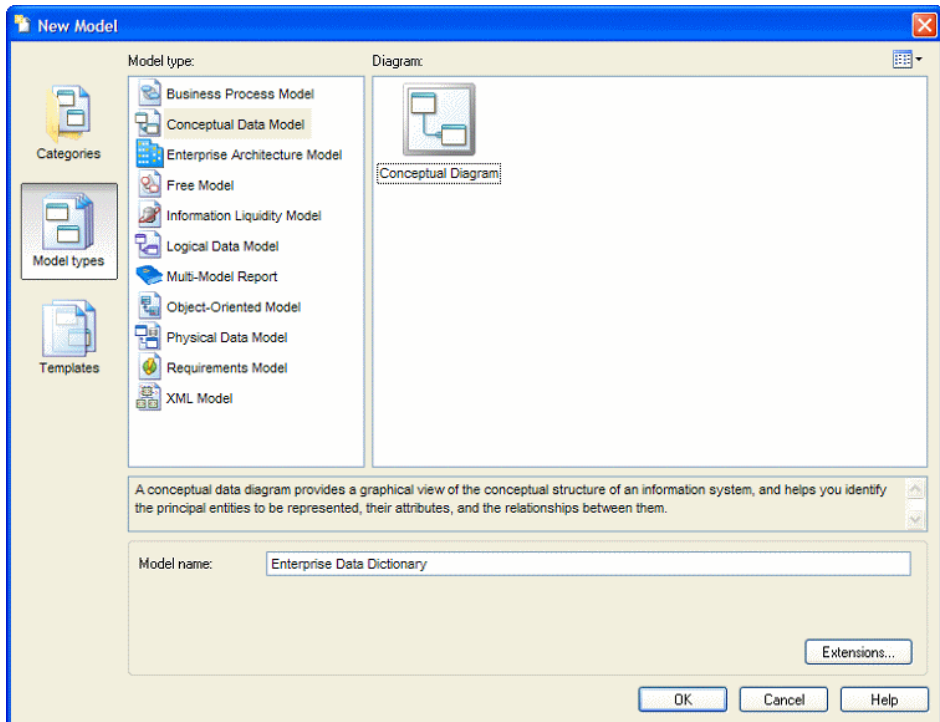 New Model
Model type:
Diagram:
Categories
Model types
Templates
Business Process Model
Conceptual Data Model
Enterprise Architecture Model
Free Model
Information Liquidity Model
Logical Data Model
Multi-Model Report
Object-Oriented Model
Physical Data Model
Requirements Model
XML Model
Conceptual Diagram
A conceptual data diagram provides a graphical view of the conceptual structure of an information system, and helps you identify
the principal entities to be represented, their attributes, and the relationships between them.
Model name:
Enterprise Data Dictionary
Extensions...
OK
Cancel
Help